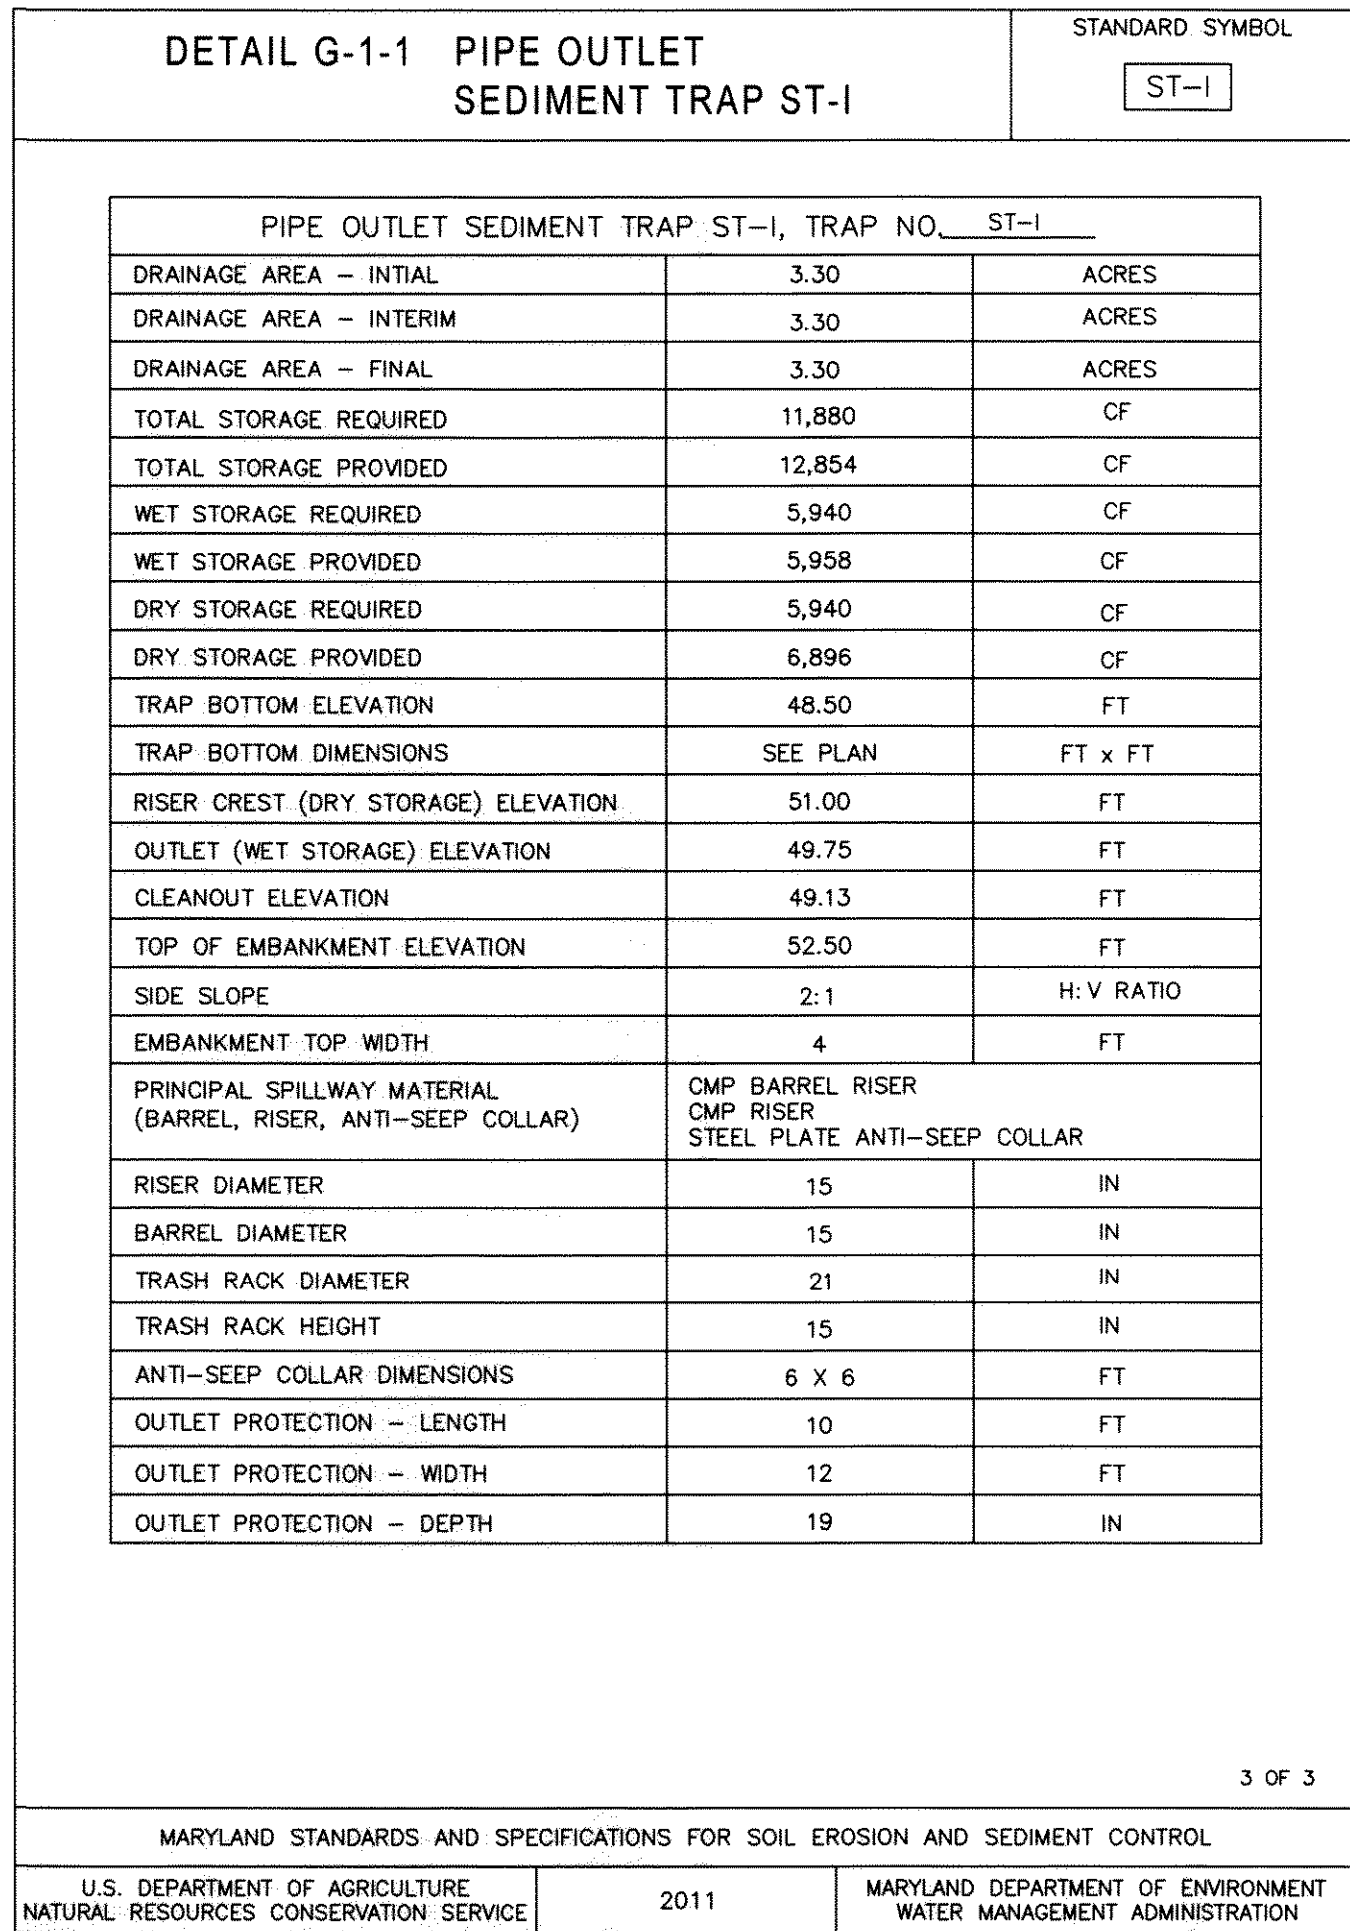 DETAIL G-1-1 PIPE OUTLET
SEDIMENT TRAP ST-I
STANDARD SYMBOL
ST-I
PIPE OUTLET SEDIMENT TRAP ST-I, TRAP NO. ST-I
DRAINAGE AREA - INTIAL 3.30 ACRES
DRAINAGE AREA - INTERIM 3.30 ACRES
DRAINAGE AREA - FINAL 3.30 ACRES
TOTAL STORAGE REQUIRED 11,880 CF
TOTAL STORAGE PROVIDED 12,854 CF
WET STORAGE REQUIRED 5,940 CF
WET STORAGE PROVIDED 5,958 CF
DRY STORAGE REQUIRED 5,940 CF
DRY STORAGE PROVIDED 6,896 CF
TRAP BOTTOM ELEVATION 48.50 FT
TRAP BOTTOM DIMENSIONS SEE PLAN FT x FT
RISER CREST (DRY STORAGE) ELEVATION 51.00 FT
OUTLET (WET STORAGE) ELEVATION 49.75 FT
CLEANOUT ELEVATION 49.13 FT
TOP OF EMBANKMENT ELEVATION 52.50 FT
SIDE SLOPE 2:1 H:V RATIO
EMBANKMENT TOP WIDTH 4 FT
PRINCIPAL SPILLWAY MATERIAL
(BARREL, RISER, ANTI-SEEP COLLAR)
CMP BARREL RISER
CMP RISER
STEEL PLATE ANTI-SEEP COLLAR
RISER DIAMETER 15 IN
BARREL DIAMETER 15 IN
TRASH RACK DIAMETER 21 IN
TRASH RACK HEIGHT 15 IN
ANTI-SEEP COLLAR DIMENSIONS 6 X 6 FT
OUTLET PROTECTION - LENGTH 10 FT
OUTLET PROTECTION - WIDTH 12 FT
OUTLET PROTECTION - DEPTH 19 IN
3 OF 3
MARYLAND STANDARDS AND SPECIFICATIONS FOR SOIL EROSION AND SEDIMENT CONTROL
U.S. DEPARTMENT OF AGRICULTURE
NATURAL RESOURCES CONSERVATION SERVICE
2011
MARYLAND DEPARTMENT OF ENVIRONMENT
WATER MANAGEMENT ADMINISTRATION